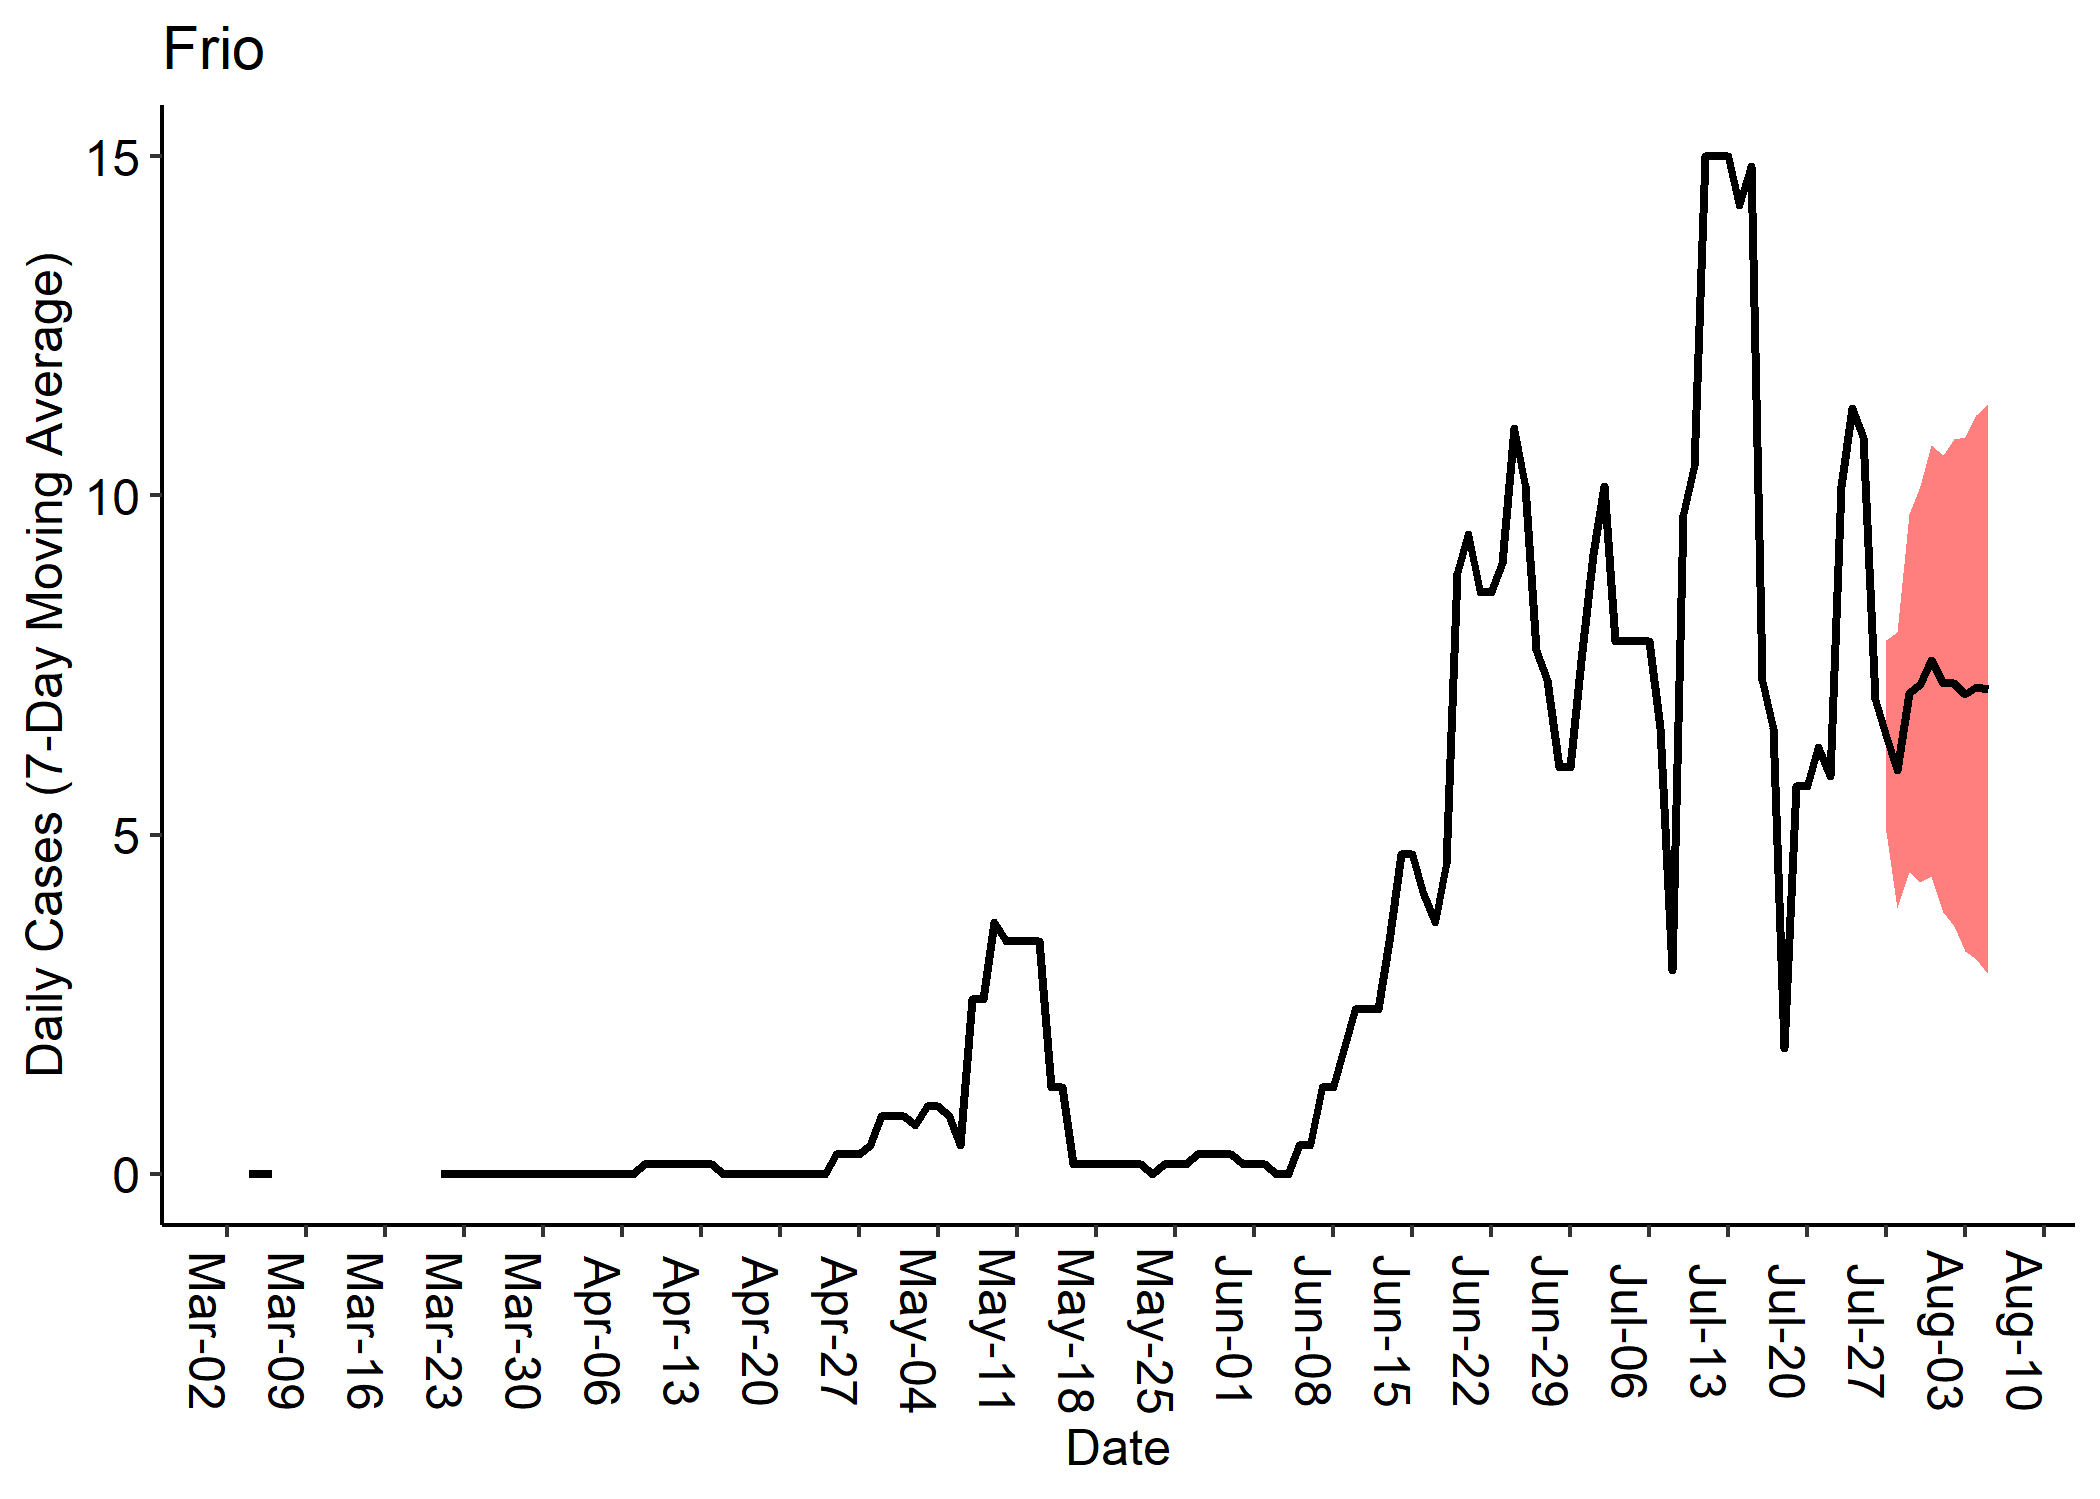 Frio
Daily Cases (7-Day Moving Average)
15
10
5
0
Mar-02
Mar-09
Mar-16
Mar-23
Mar-30
Apr-06
Apr-13
Apr-20
Apr-27
May-04
May-11
May-18
May-25
Jun-01
Jun-08
Jun-15
Jun-22
Jun-29
Jul-06
Jul-13
Jul-20
Jul-27
Aug-03
Aug-10
Date